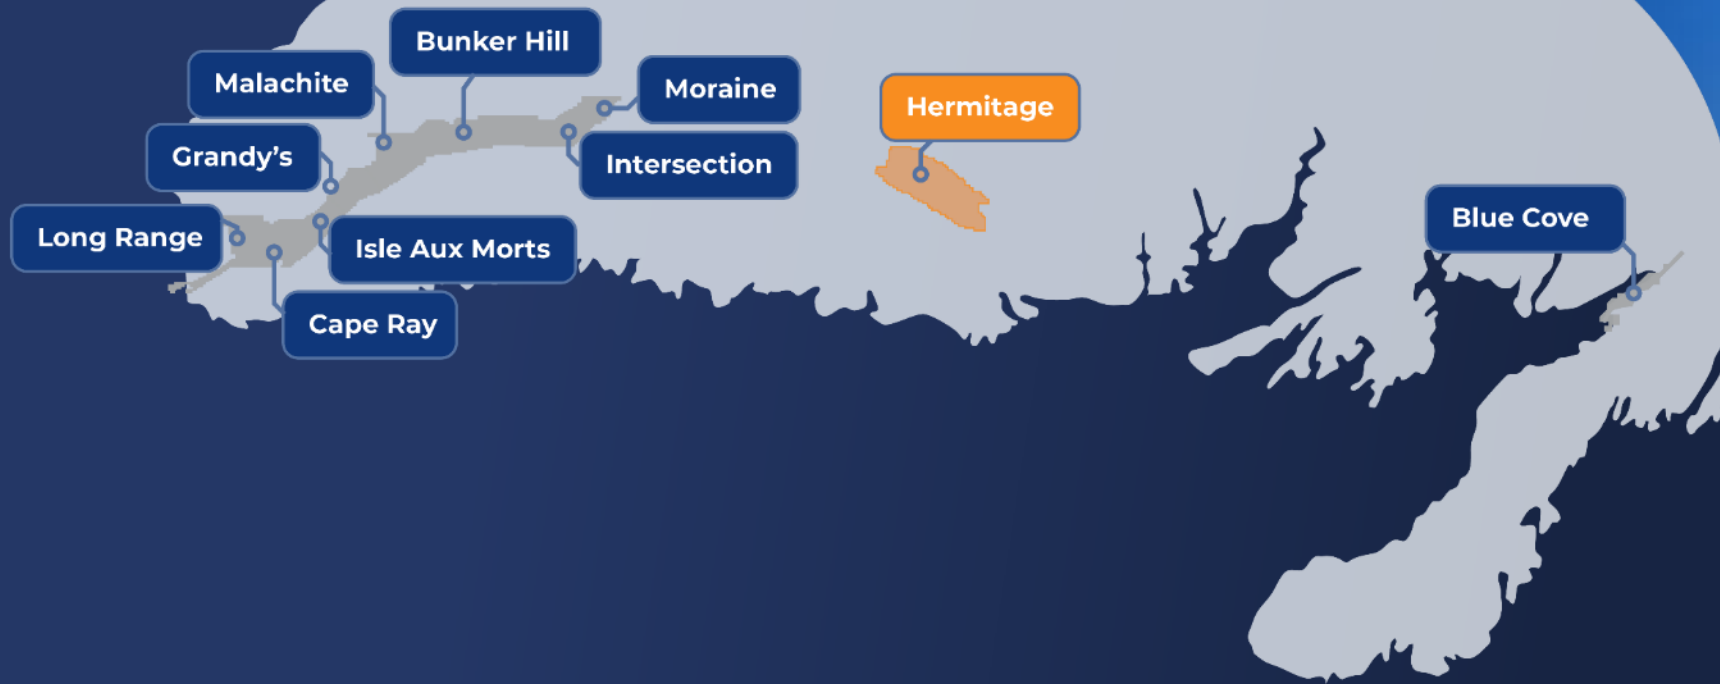 Bunker Hill
Malachite
Moraine
Hermitage
Grandy’s
Intersection
Long Range
Isle Aux Morts
Blue Cove
Cape Ray